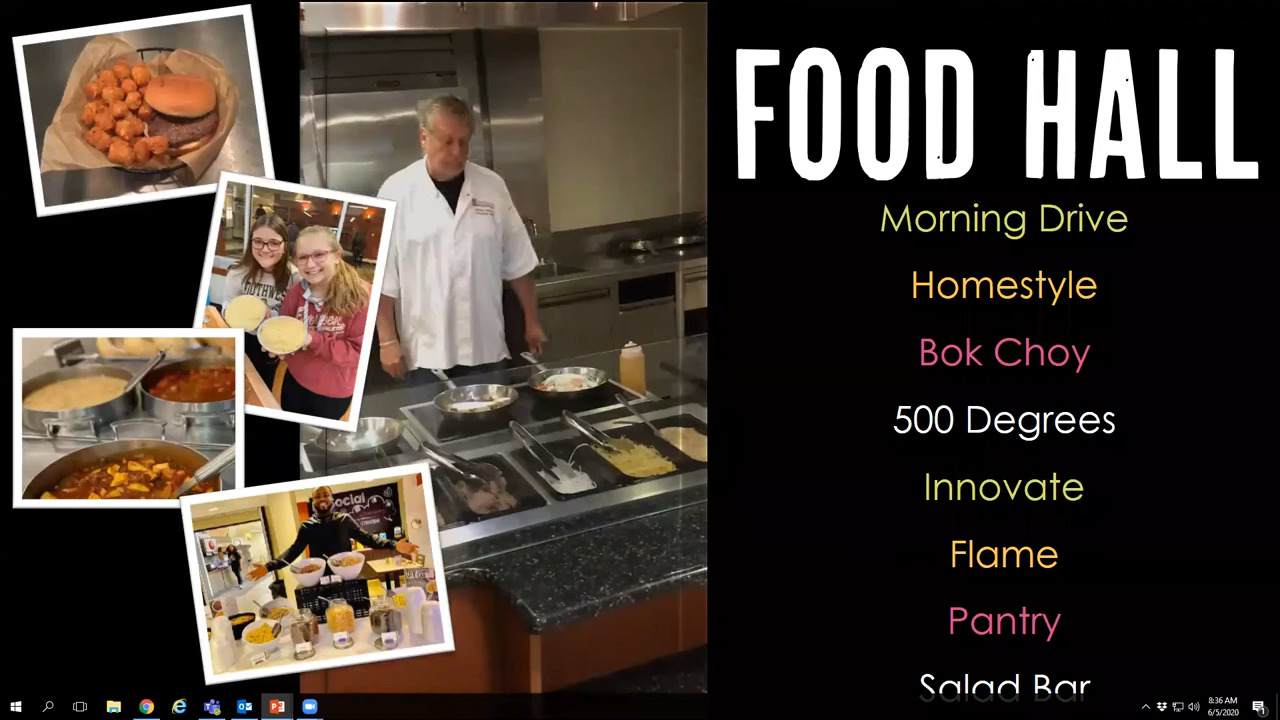 FOOD HALL
Morning Drive
Homestyle
Bok Choy
500 Degrees
Innovate
Flame
Pantry
Salad Bar
social
8:36 AM
6/5/2020